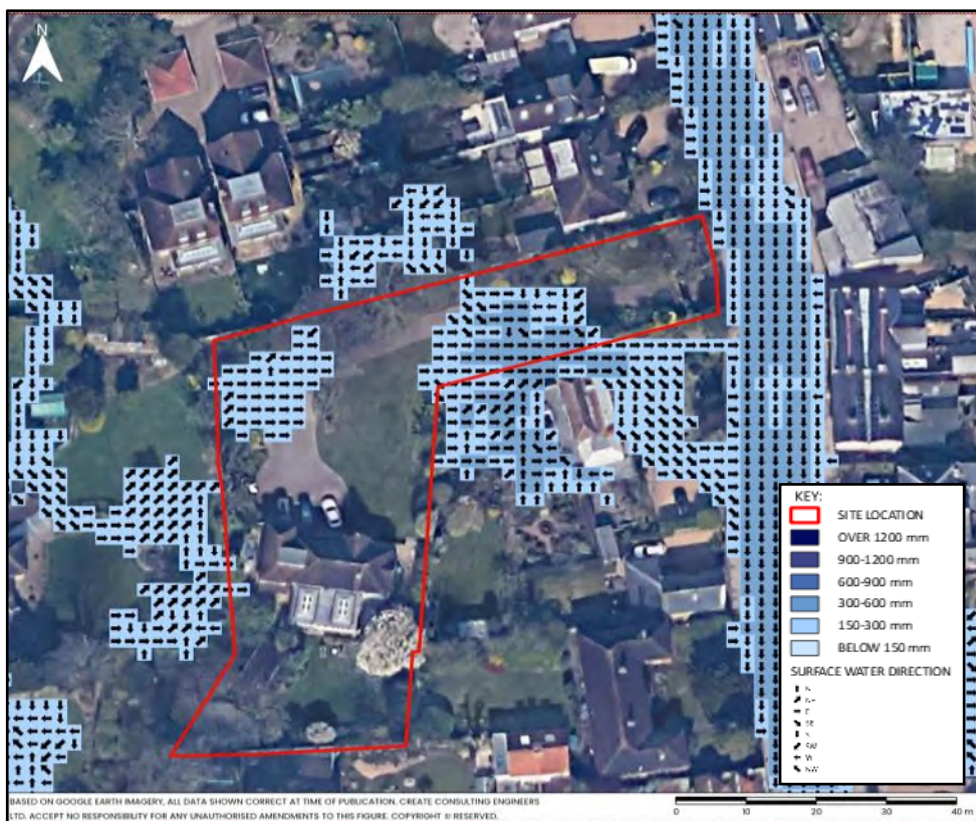 N
KEY:
SITE LOCATION
OVER 1200 mm
900-1200 mm
600-900 mm
300-600 mm
150-300 mm
BELOW 150 mm
SURFACE WATER DIRECTION
N
E
SE
S
SW
W
NW
BASED ON GOOGLE EARTH IMAGERY, ALL DATA SHOWN CORRECT AT TIME OF PUBLICATION. CREATE CONSULTING ENGINEERS
LTD. ACCEPT NO RESPONSIBILITY FOR ANY UNAUTHORISED AMENDMENTS TO THIS FIGURE. COPYRIGHT © RESERVED.
0 10 20 30 40 m